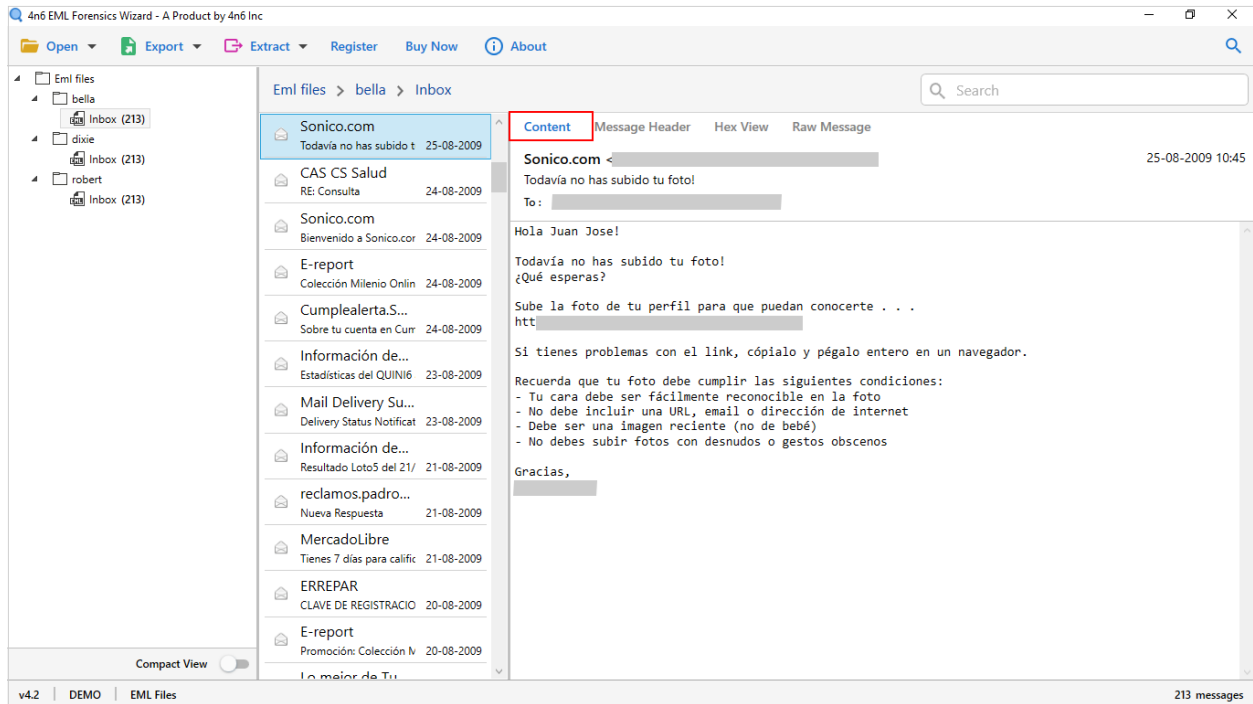 4n6 EML Forensics Wizard - A Product by 4n6 Inc
Open Export Extract Register Buy Now About
Eml files
bella
Inbox (213)
dixie
Inbox (213)
robert
Inbox (213)
Compact View
Eml files > bella > Inbox
Search
Sonico.com
Todavía no has subido t 25-08-2009
CAS CS Salud
RE: Consulta 24-08-2009
Sonico.com
Bienvenido a Sonico.cor 24-08-2009
E-report
Colección Milenio Onlin 24-08-2009
Cumplealerta.S...
Sobre tu cuenta en Cum 24-08-2009
Información de...
Estadísticas del QUINI6 23-08-2009
Mail Delivery Su...
Delivery Status Notificat 23-08-2009
Información de...
Resultado Loto5 del 21/ 21-08-2009
reclamos.padro...
Nueva Respuesta 21-08-2009
MercadoLibre
Tienes 7 días para calific 21-08-2009
ERREPAR
CLAVE DE REGISTRACIO 20-08-2009
E-report
Promoción: Colección M 20-08-2009
Lo mejor de Tu
Content Message Header Hex View Raw Message
Sonico.com < 25-08-2009 10:45
Todavía no has subido tu foto!
To :
Hola Juan Jose!
Todavía no has subido tu foto!
¿Qué esperas?
Sube la foto de tu perfil para que puedan conocerte . . .
htt
Si tienes problemas con el link, cópialo y pégalo entero en un navegador.
Recuerda que tu foto debe cumplir las siguientes condiciones:
- Tu cara debe ser fácilmente reconocible en la foto
- No debe incluir una URL, email o dirección de internet
- Debe ser una imagen reciente (no de bebé)
- No debes subir fotos con desnudos o gestos obscenos
Gracias,
v4.2 DEMO EML Files 213 messages